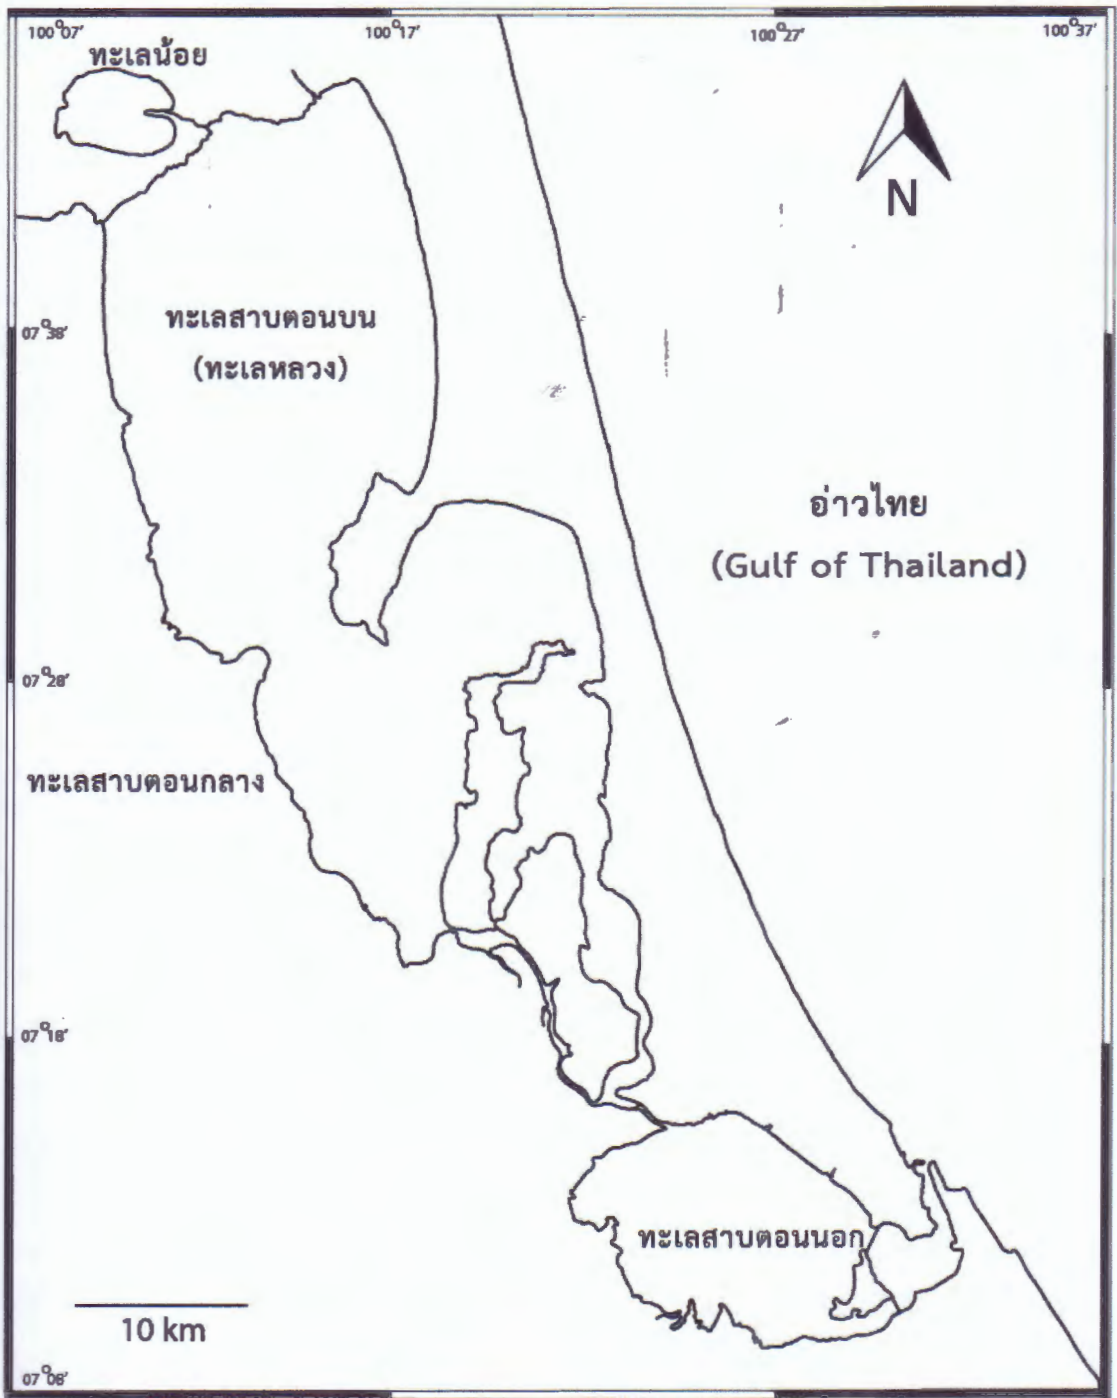 100°07'
100°17'
100°27'
100°37'
ทะเลน้อย
N
ทะเลสาบตอนบน
(ทะเลหลวง)
07°38'
อ่าวไทย
(Gulf of Thailand)
07°28'
ทะเลสาบตอนกลาง
07°18'
ทะเลสาบตอนนอก
10 km
07°08'